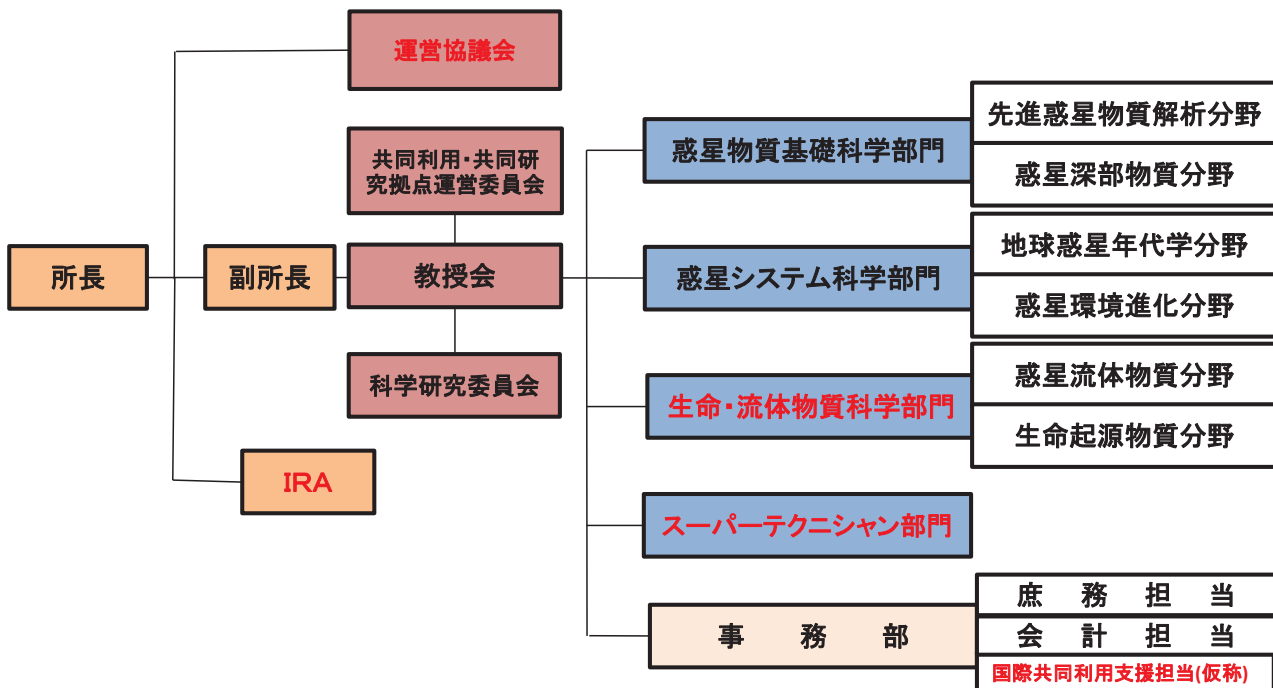 運営協議会
共同利用・共同研
究拠点運営委員会
所長
副所長
教授会
科学研究委員会
IRA
惑星物質基礎科学部門
先進惑星物質解析分野
惑星深部物質分野
惑星システム科学部門
地球惑星年代学分野
惑星環境進化分野
生命・流体物質科学部門
惑星流体物質分野
生命起源物質分野
スーパーテクニシャン部門
事務部
庶務担当
会計担当
国際共同利用支援担当(仮称)